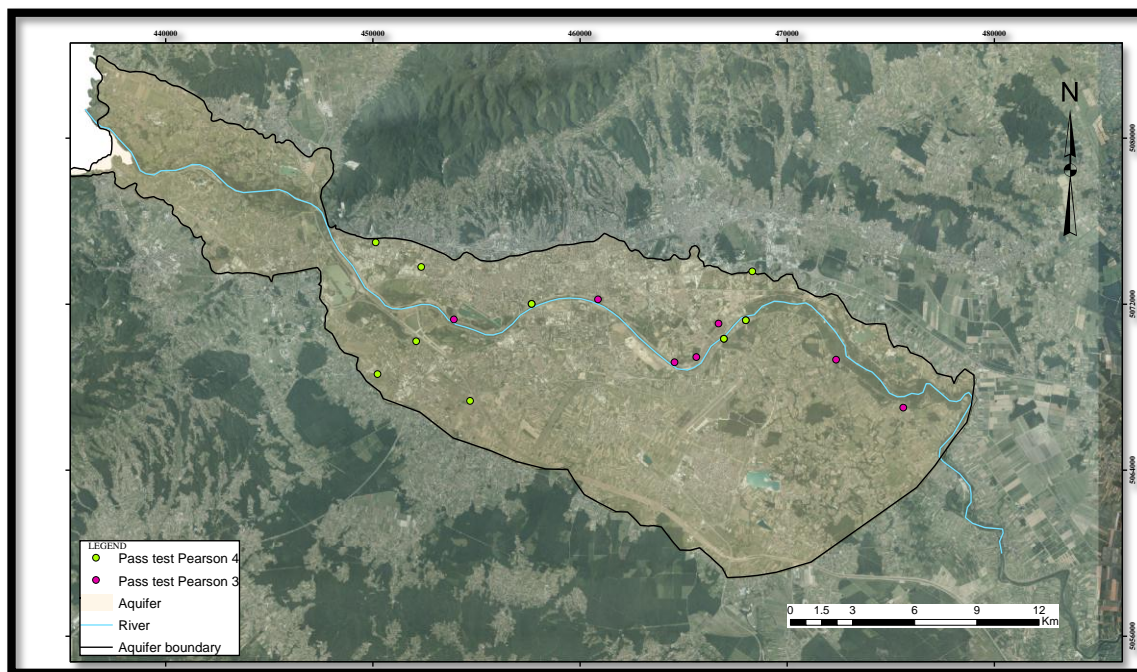 440000 450000 460000 470000 480000
N
5080000
5072000
5064000
5056000
LEGEND
Pass test Pearson 4
Pass test Pearson 3
Aquifer
River
Aquifer boundary
0 1.5 3 6 9 12
Km